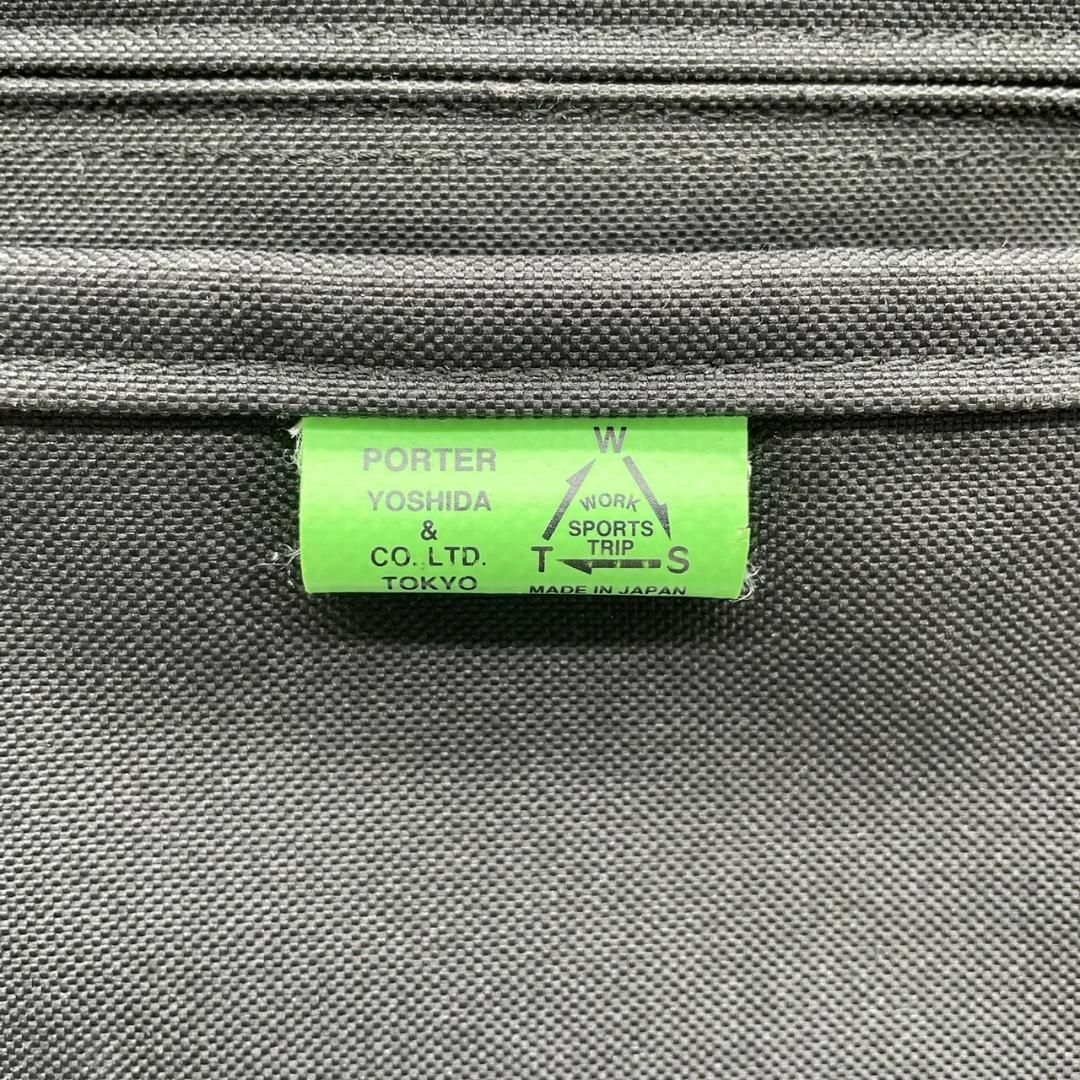 PORTER
YOSHIDA
&
CO.,LTD.
TOKYO
W
WORK
SPORTS
TRIP
T S
MADE IN JAPAN